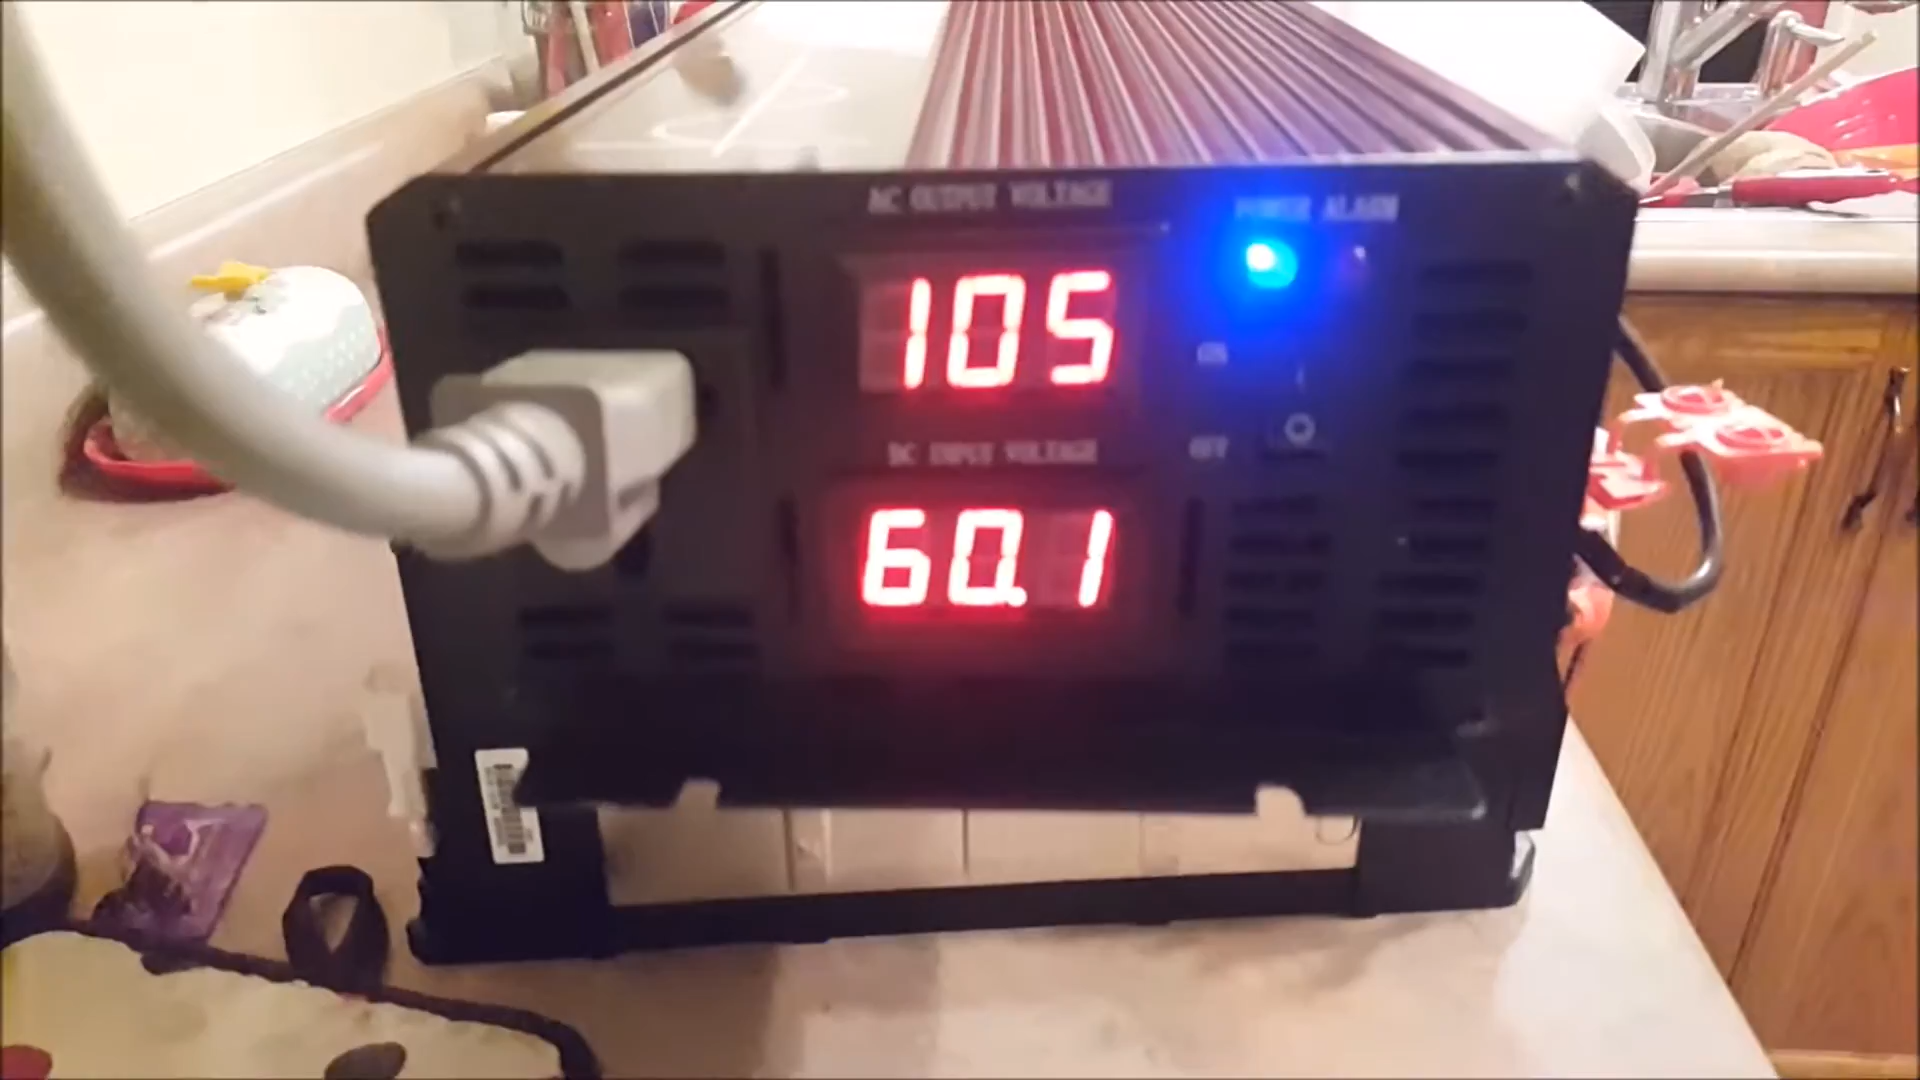 AC OUTPUT VOLTAGE
POWER ALARM
105
ON
DC INPUT VOLTAGE
OFF
60.1